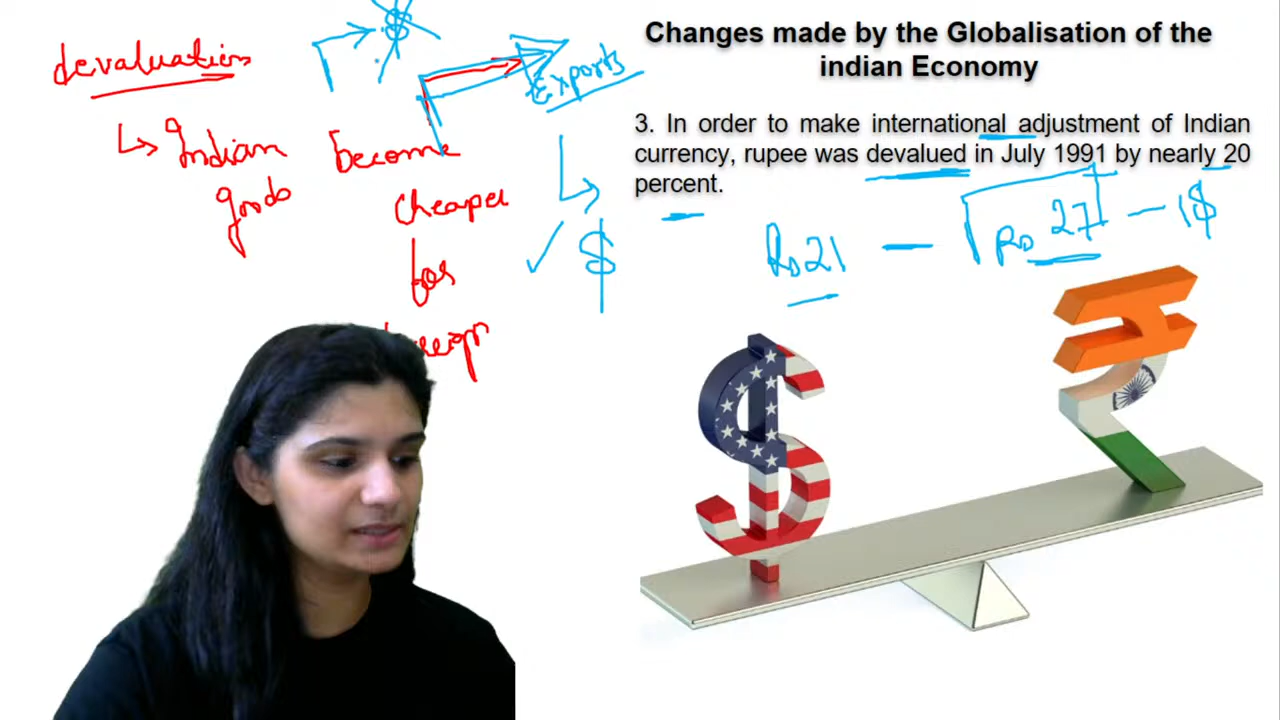 Changes made by the Globalisation of the
indian Economy
3. In order to make international adjustment of Indian
currency, rupee was devalued in July 1991 by nearly 20
percent.
Rs 21 — Rs 27 — 1$
devaluation
$
Exports
Indian become
goods
cheaper
for
$